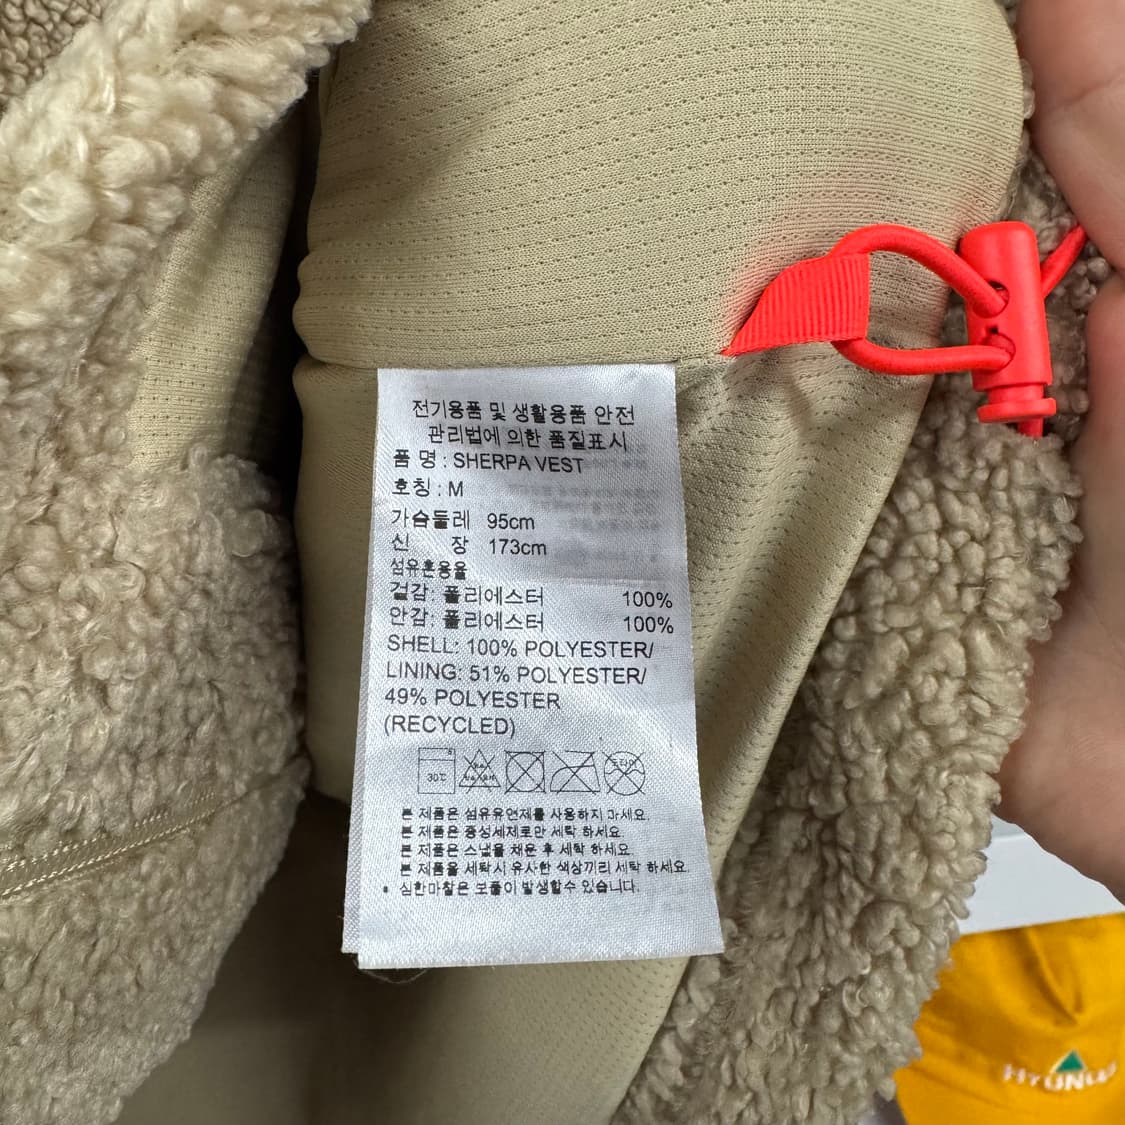 전기용품 및 생활용품 안전
관리법에 의한 품질표시
품 명 : SHERPA VEST
호칭 : M
가슴둘레 95cm
신 장 173cm
섬유혼용율
겉감: 폴리에스터 100%
안감: 폴리에스터 100%
SHELL: 100% POLYESTER/
LINING: 51% POLYESTER/
49% POLYESTER
(RECYCLED)
30℃
드라이
본 제품은 섬유유연제를 사용하지 마세요.
본 제품은 중성세제로만 세탁 하세요.
본 제품은 스냅을 채운 후 세탁 하세요.
본 제품을 세탁시 유사한 색상끼리 세탁 하세요.
• 심한마찰은 보풀이 발생할수 있습니다.